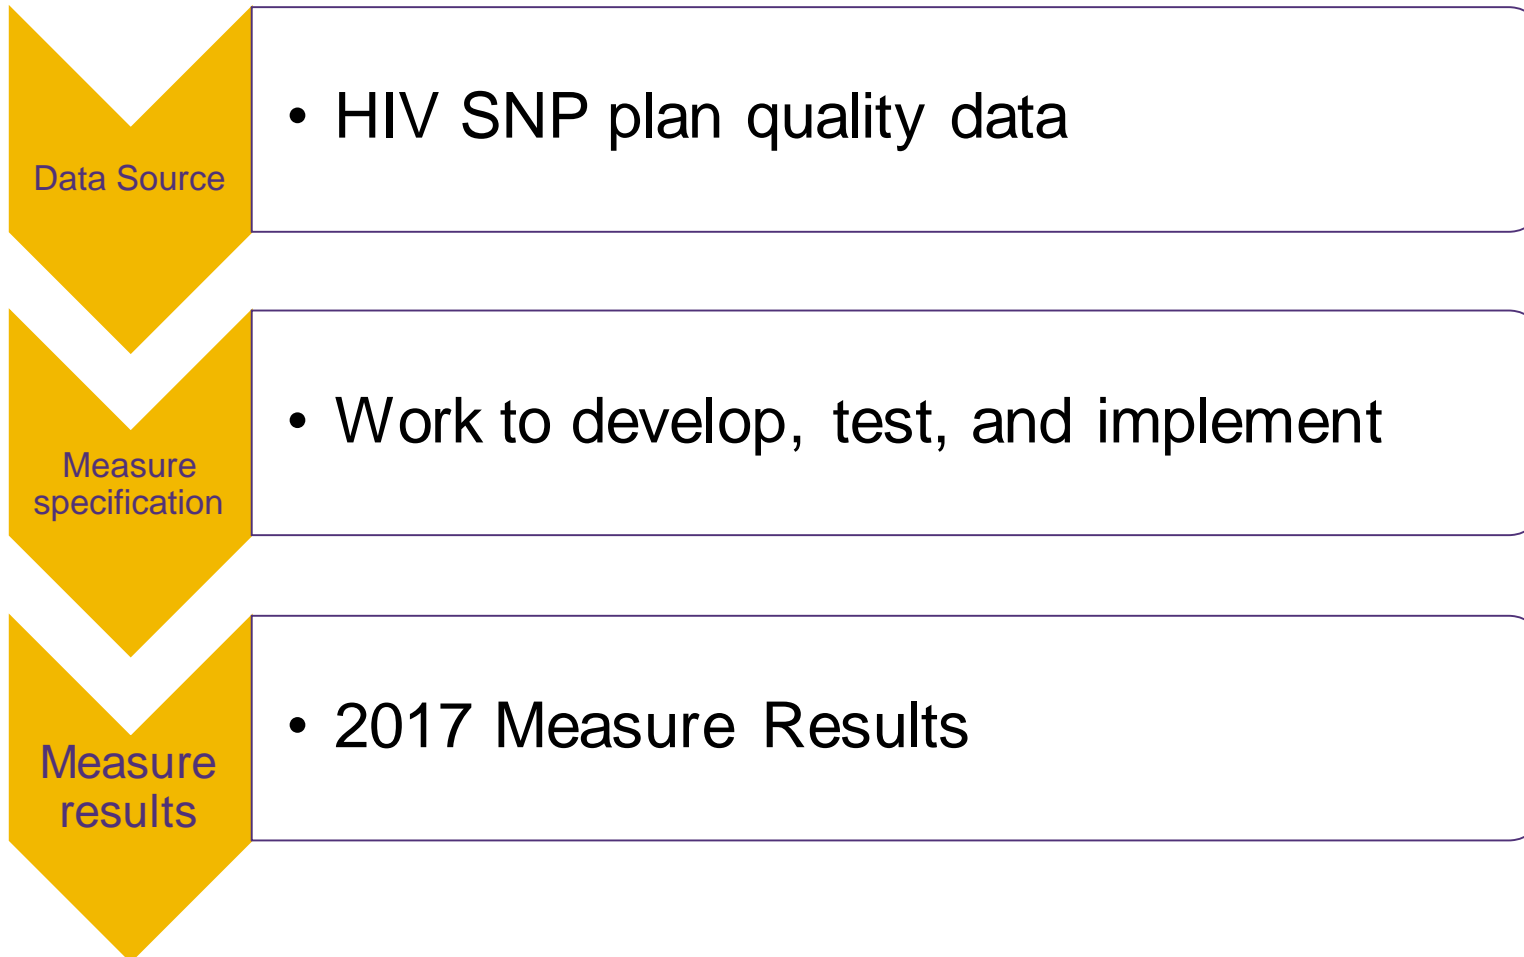 Data Source
• HIV SNP plan quality data
Measure
specification
• Work to develop, test, and implement
Measure
results
• 2017 Measure Results